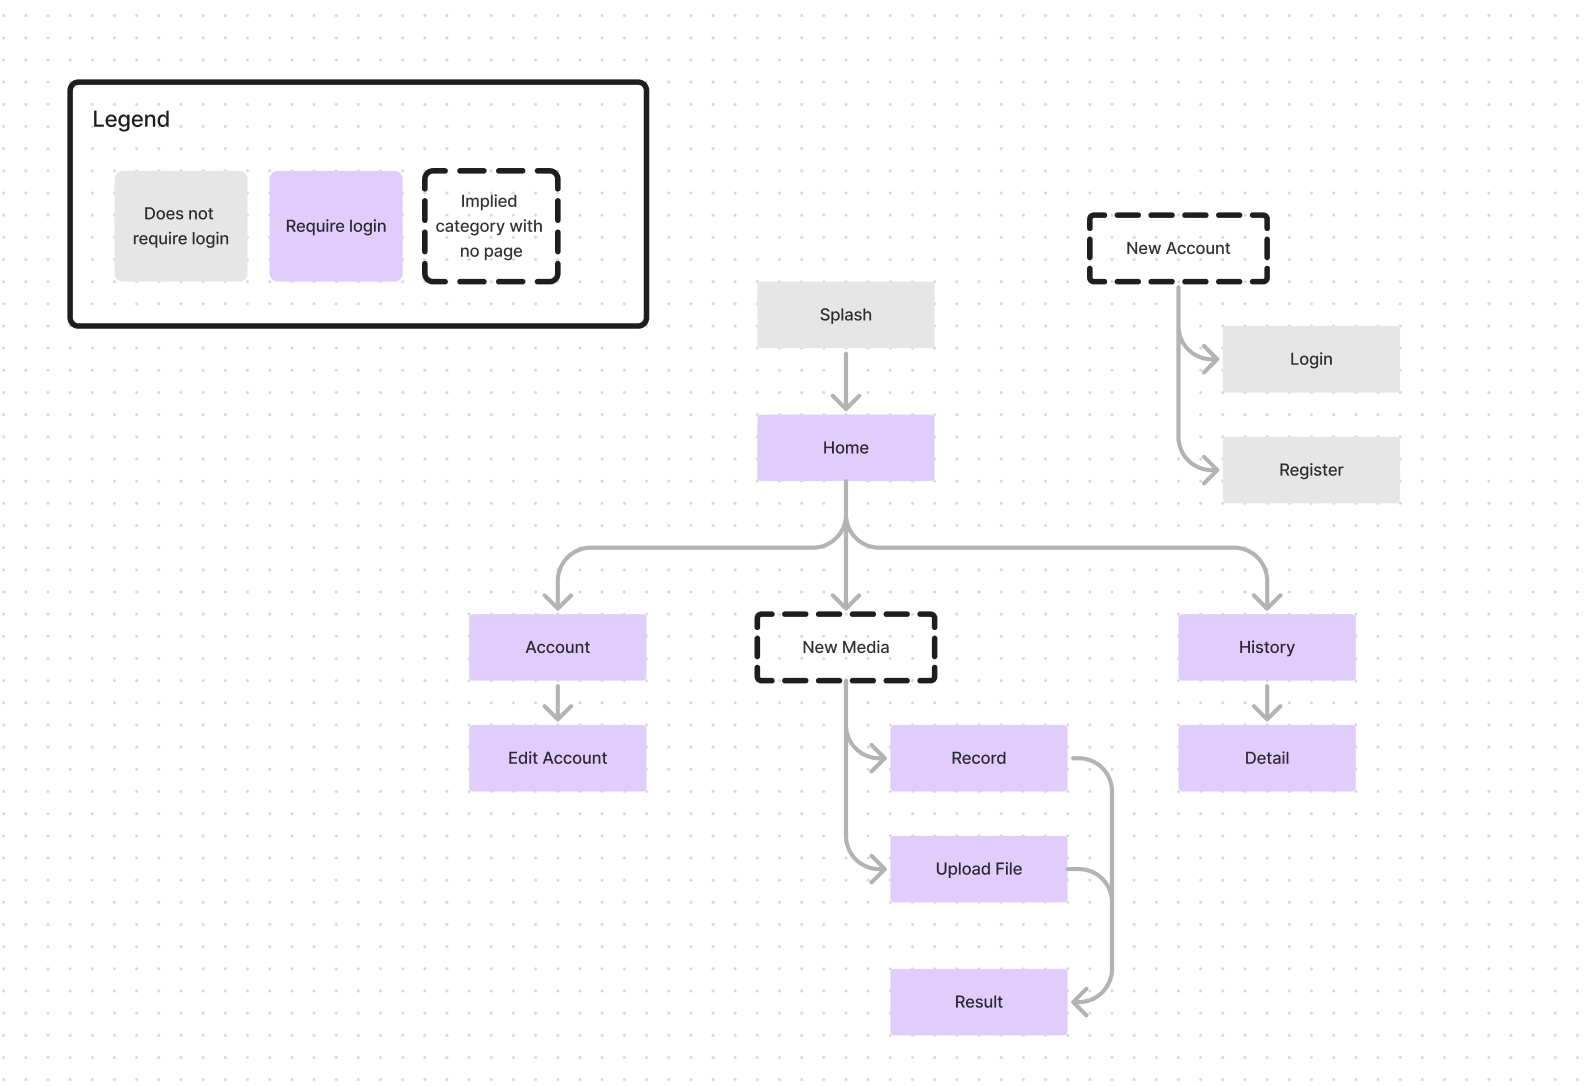 Legend
Does not
require login
Require login
Implied
category with
no page
New Account
Splash
Login
Home
Register
Account
New Media
History
Edit Account
Record
Detail
Upload File
Result